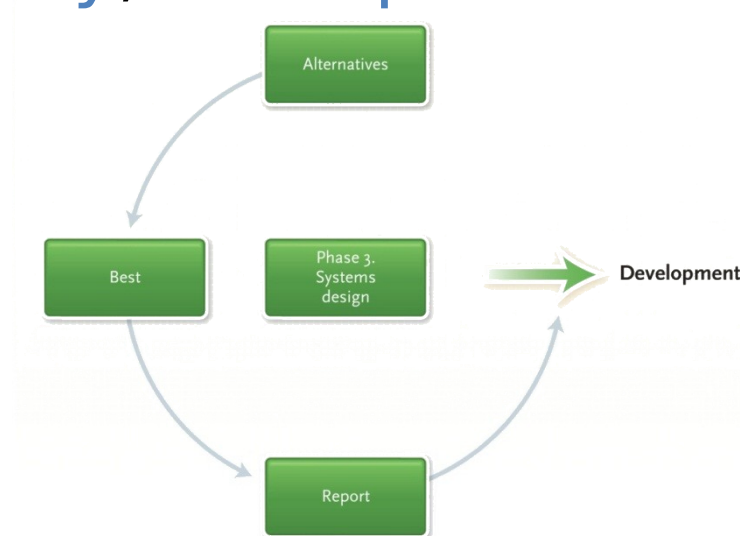 Alternatives
Best
Phase 3.
Systems
design
Development
Report